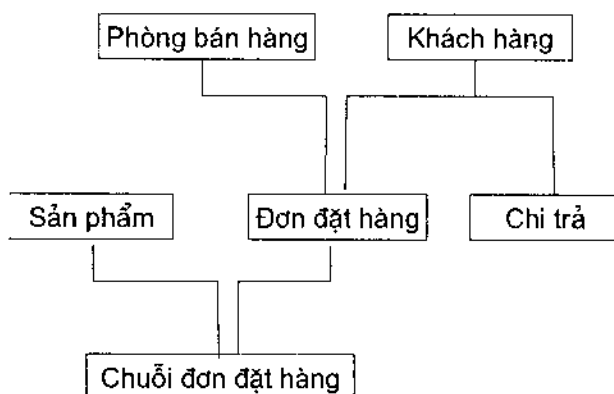 Phòng bán hàng
Khách hàng
Sản phẩm
Đơn đặt hàng
Chi trả
Chuỗi đơn đặt hàng